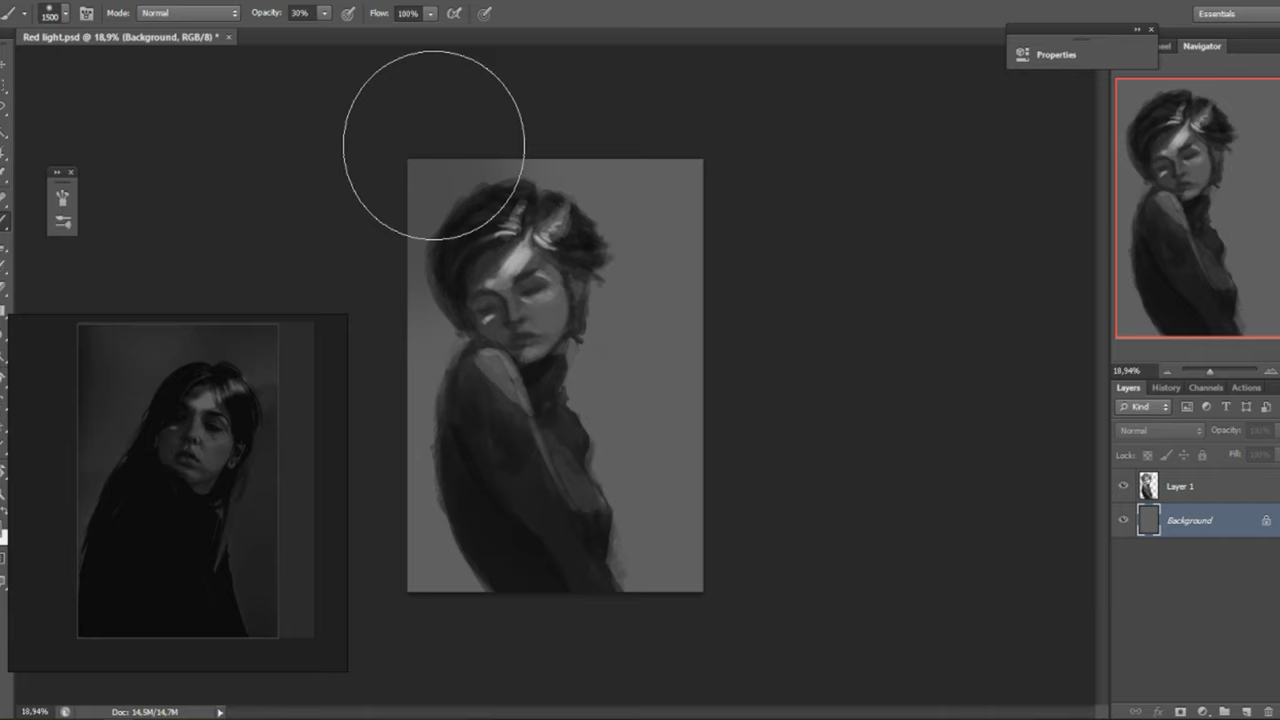 1500 Mode: Normal Opacity: 30% Flow: 100% Essentials
Red light.psd @ 18,9% (Background, RGB/8) * ×
Properties
Navigator
18,94%
Layers History Channels Actions
Kind
Normal Opacity: 100%
Lock: Fill: 100%
Layer 1
Background
18,94% Doc: 14,5M/14,7M